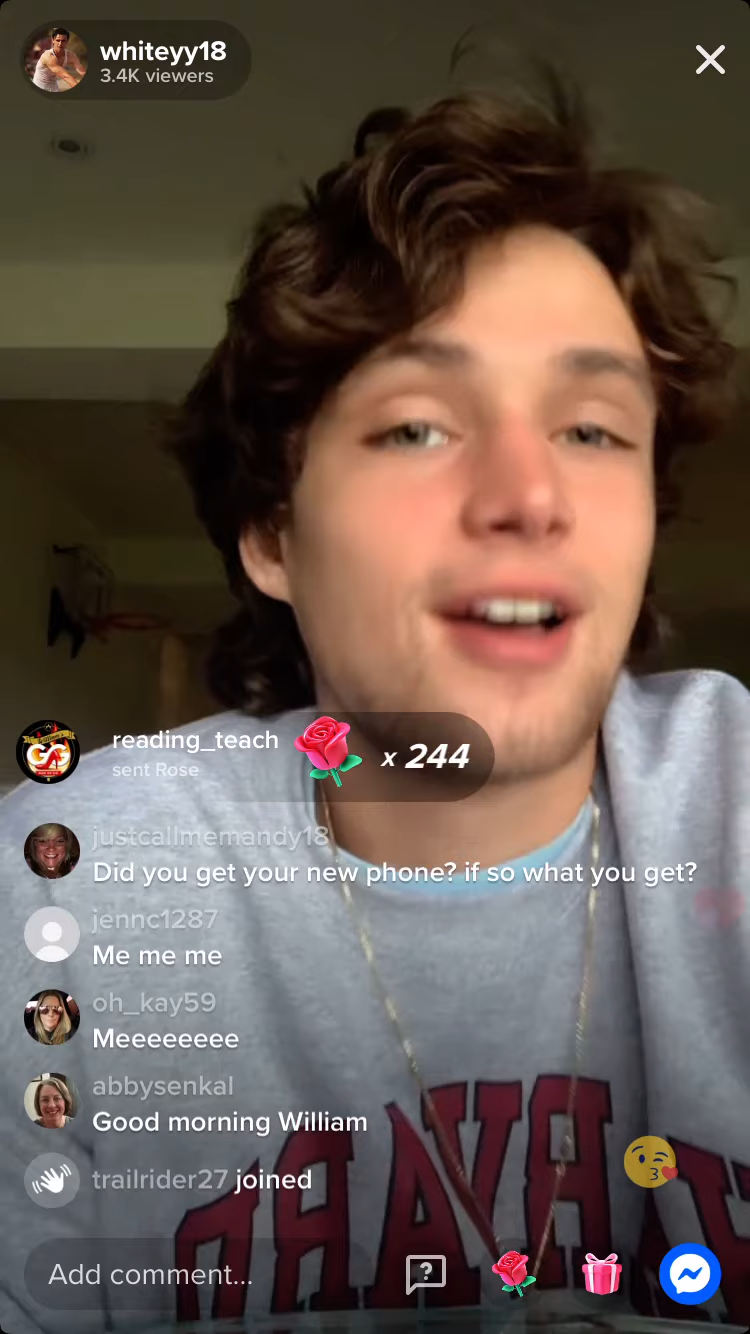 whiteyy18
3.4K viewers
reading_teach
sent Rose
x 244
justcallmemandy18
Did you get your new phone? if so what you get?
jennc1287
Me me me
oh_kay59
Meeeeeeee
abbysenkal
Good morning William
trailrider27 joined
Add comment...